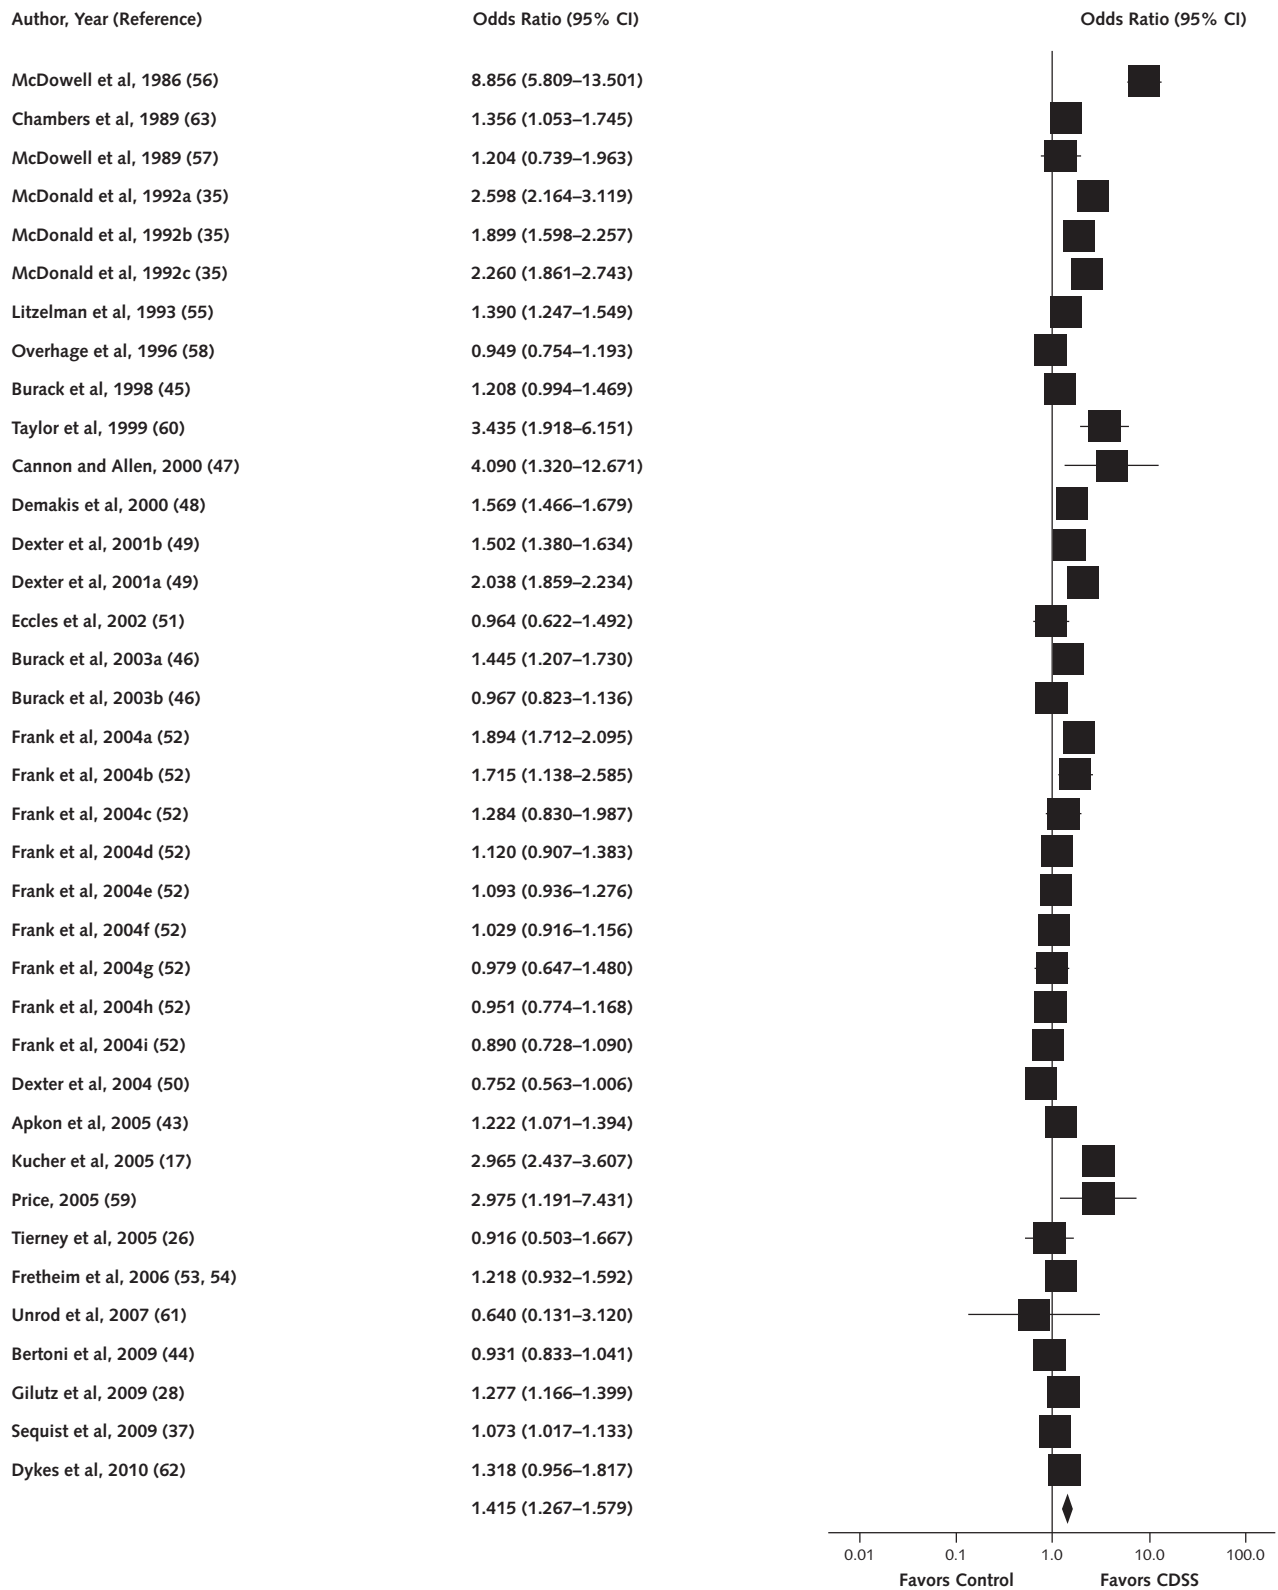 Author, Year (Reference) Odds Ratio (95% CI) Odds Ratio (95% CI)
McDowell et al, 1986 (56) 8.856 (5.809–13.501)
Chambers et al, 1989 (63) 1.356 (1.053–1.745)
McDowell et al, 1989 (57) 1.204 (0.739–1.963)
McDonald et al, 1992a (35) 2.598 (2.164–3.119)
McDonald et al, 1992b (35) 1.899 (1.598–2.257)
McDonald et al, 1992c (35) 2.260 (1.861–2.743)
Litzelman et al, 1993 (55) 1.390 (1.247–1.549)
Overhage et al, 1996 (58) 0.949 (0.754–1.193)
Burack et al, 1998 (45) 1.208 (0.994–1.469)
Taylor et al, 1999 (60) 3.435 (1.918–6.151)
Cannon and Allen, 2000 (47) 4.090 (1.320–12.671)
Demakis et al, 2000 (48) 1.569 (1.466–1.679)
Dexter et al, 2001b (49) 1.502 (1.380–1.634)
Dexter et al, 2001a (49) 2.038 (1.859–2.234)
Eccles et al, 2002 (51) 0.964 (0.622–1.492)
Burack et al, 2003a (46) 1.445 (1.207–1.730)
Burack et al, 2003b (46) 0.967 (0.823–1.136)
Frank et al, 2004a (52) 1.894 (1.712–2.095)
Frank et al, 2004b (52) 1.715 (1.138–2.585)
Frank et al, 2004c (52) 1.284 (0.830–1.987)
Frank et al, 2004d (52) 1.120 (0.907–1.383)
Frank et al, 2004e (52) 1.093 (0.936–1.276)
Frank et al, 2004f (52) 1.029 (0.916–1.156)
Frank et al, 2004g (52) 0.979 (0.647–1.480)
Frank et al, 2004h (52) 0.951 (0.774–1.168)
Frank et al, 2004i (52) 0.890 (0.728–1.090)
Dexter et al, 2004 (50) 0.752 (0.563–1.006)
Apkon et al, 2005 (43) 1.222 (1.071–1.394)
Kucher et al, 2005 (17) 2.965 (2.437–3.607)
Price, 2005 (59) 2.975 (1.191–7.431)
Tierney et al, 2005 (26) 0.916 (0.503–1.667)
Fretheim et al, 2006 (53, 54) 1.218 (0.932–1.592)
Unrod et al, 2007 (61) 0.640 (0.131–3.120)
Bertoni et al, 2009 (44) 0.931 (0.833–1.041)
Gilutz et al, 2009 (28) 1.277 (1.166–1.399)
Sequist et al, 2009 (37) 1.073 (1.017–1.133)
Dykes et al, 2010 (62) 1.318 (0.956–1.817)
1.415 (1.267–1.579)
0.01 0.1 1.0 10.0 100.0
Favors Control Favors CDSS